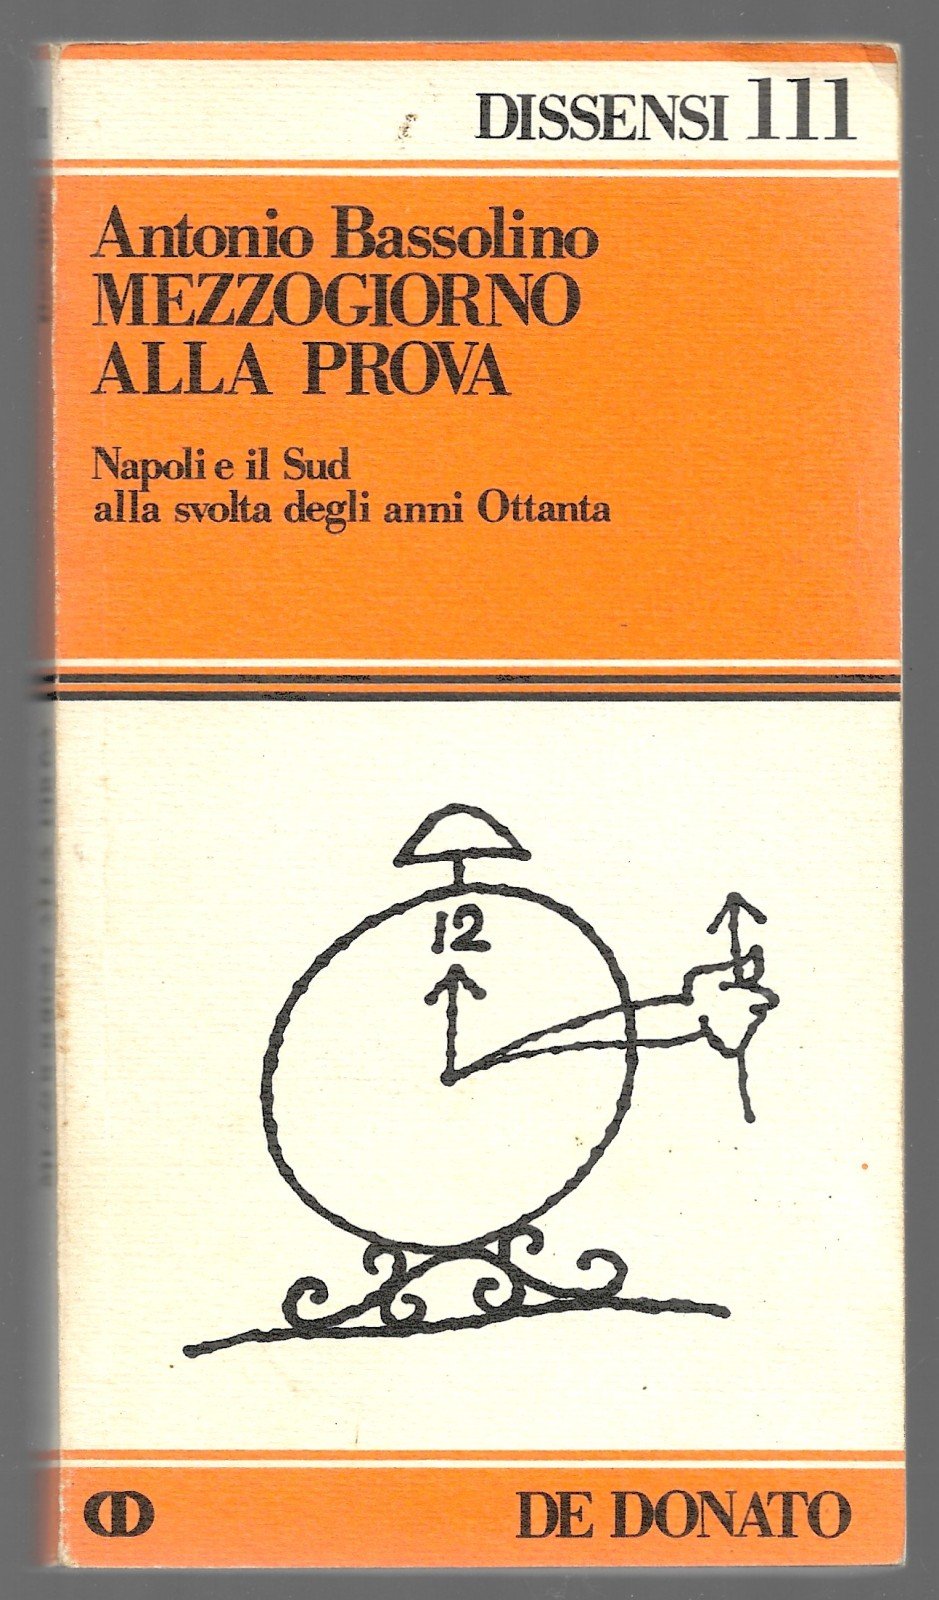 DISSENSI 111
Antonio Bassolino
MEZZOGIORNO
ALLA PROVA
Napoli e il Sud
alla svolta degli anni Ottanta
12
DE DONATO